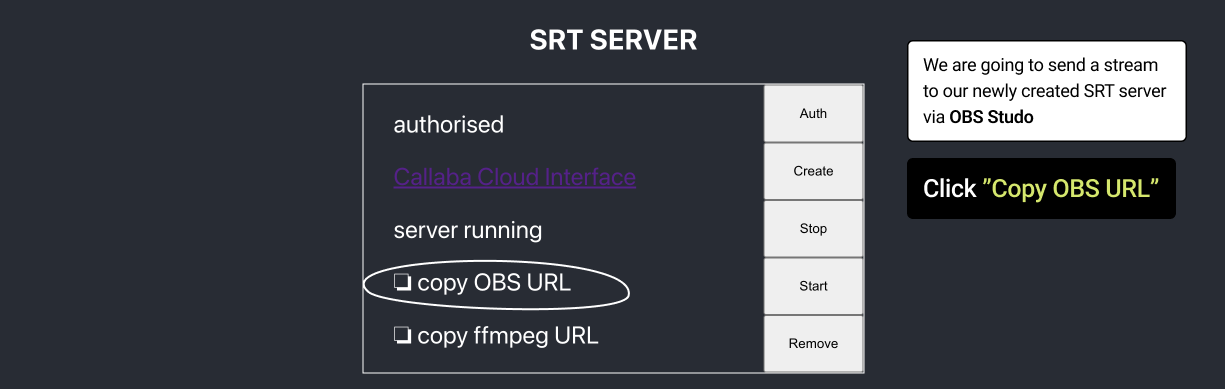 SRT SERVER
authorised
Callaba Cloud Interface
server running
❏ copy OBS URL
❏ copy ffmpeg URL
Auth
Create
Stop
Start
Remove
We are going to send a stream
to our newly created SRT server
via OBS Studo
Click ”Copy OBS URL”